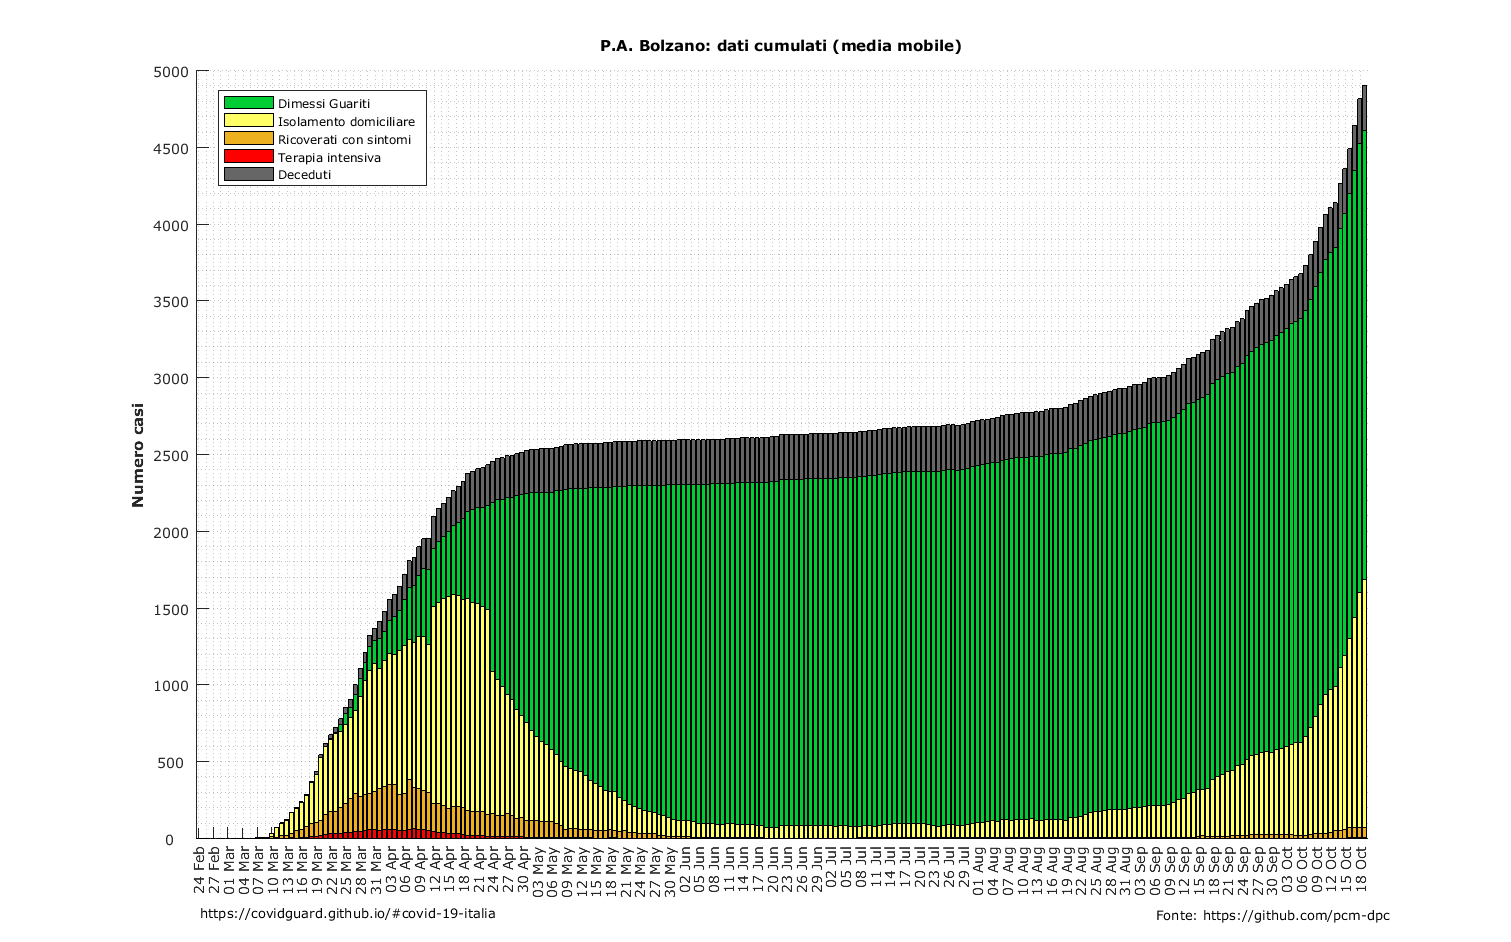 P.A. Bolzano: dati cumulati (media mobile)
Dimessi Guariti
Isolamento domiciliare
Ricoverati con sintomi
Terapia intensiva
Deceduti
Numero casi
5000
4500
4000
3500
3000
2500
2000
1500
1000
500
0
24 Feb
27 Feb
01 Mar
04 Mar
07 Mar
10 Mar
13 Mar
16 Mar
19 Mar
22 Mar
25 Mar
28 Mar
31 Mar
03 Apr
06 Apr
09 Apr
12 Apr
15 Apr
18 Apr
21 Apr
24 Apr
27 Apr
30 Apr
03 May
06 May
09 May
12 May
15 May
18 May
21 May
24 May
27 May
30 May
02 Jun
05 Jun
08 Jun
11 Jun
14 Jun
17 Jun
20 Jun
23 Jun
26 Jun
29 Jun
02 Jul
05 Jul
08 Jul
11 Jul
14 Jul
17 Jul
20 Jul
23 Jul
26 Jul
29 Jul
01 Aug
04 Aug
07 Aug
10 Aug
13 Aug
16 Aug
19 Aug
22 Aug
25 Aug
28 Aug
31 Aug
03 Sep
06 Sep
09 Sep
12 Sep
15 Sep
18 Sep
21 Sep
24 Sep
27 Sep
30 Sep
03 Oct
06 Oct
09 Oct
12 Oct
15 Oct
18 Oct
https://covidguard.github.io/#covid-19-italia
Fonte: https://github.com/pcm-dpc